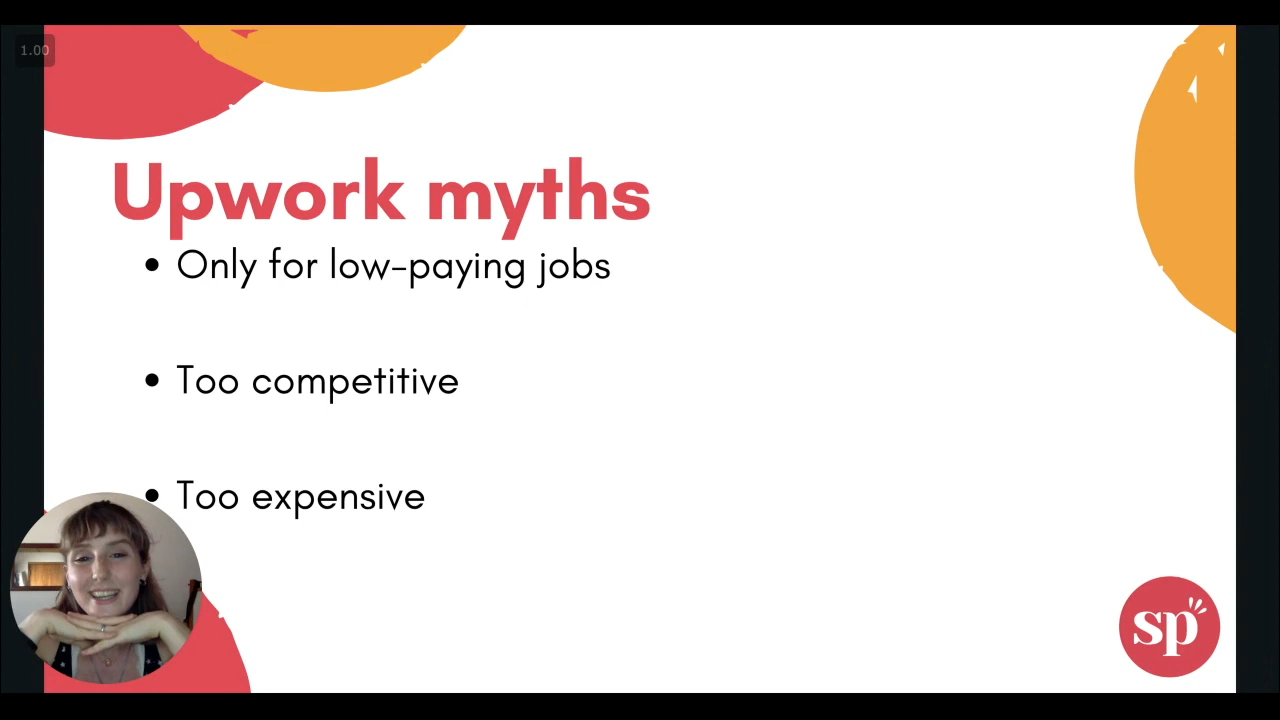 1.00
Upwork myths
• Only for low-paying jobs
• Too competitive
• Too expensive
sp